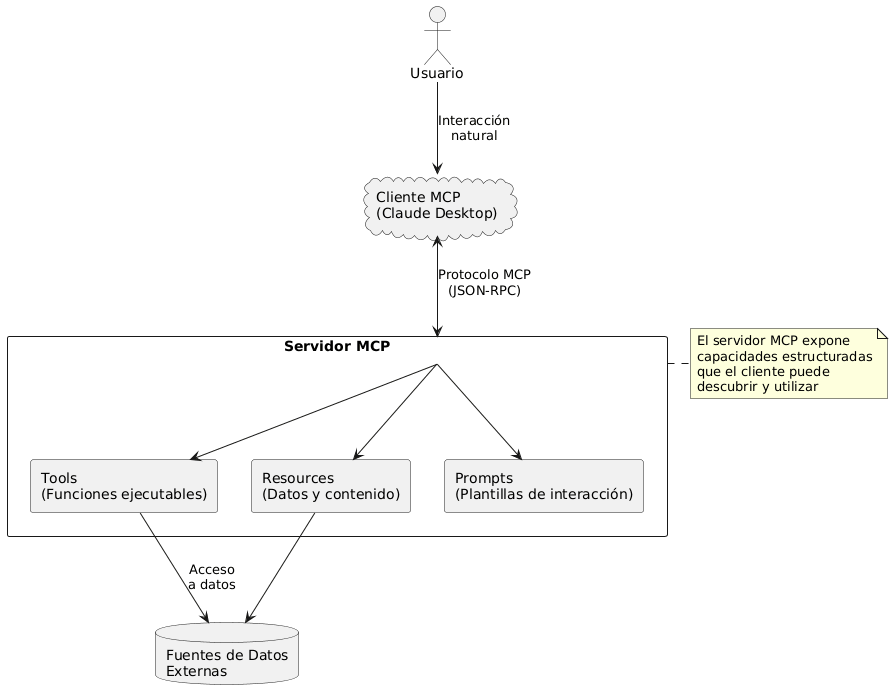 Usuario
Interacción
natural
Cliente MCP
(Claude Desktop)
Protocolo MCP
(JSON-RPC)
Servidor MCP
El servidor MCP expone
capacidades estructuradas
que el cliente puede
descubrir y utilizar
Tools
(Funciones ejecutables)
Resources
(Datos y contenido)
Prompts
(Plantillas de interacción)
Acceso
a datos
Fuentes de Datos
Externas